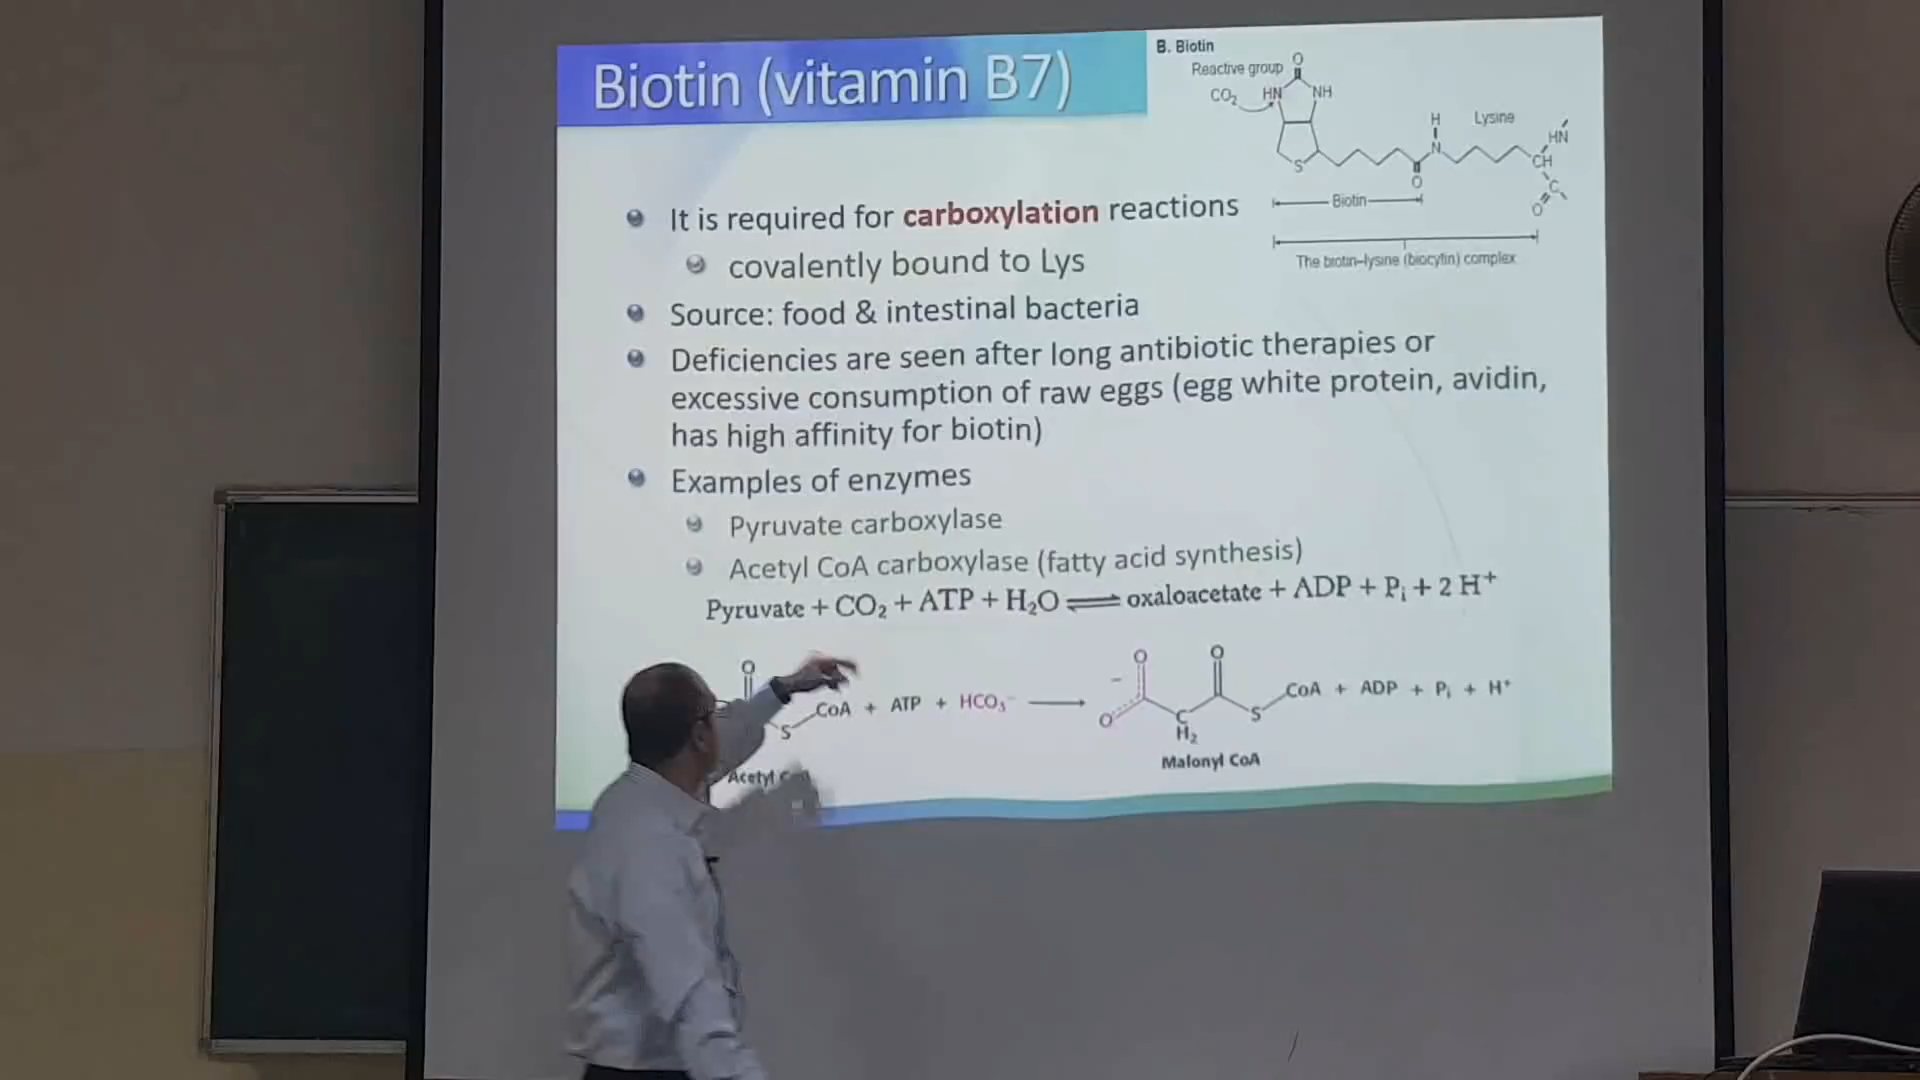 Biotin (vitamin B7)
B. Biotin
Reactive group
O
CO₂
HN
NH
S
H
N
O
Lysine
HN
CH
C
O
Biotin
The biotin–lysine (biocytin) complex
It is required for carboxylation reactions
covalently bound to Lys
Source: food & intestinal bacteria
Deficiencies are seen after long antibiotic therapies or
excessive consumption of raw eggs (egg white protein, avidin,
has high affinity for biotin)
Examples of enzymes
Pyruvate carboxylase
Acetyl CoA carboxylase (fatty acid synthesis)
Pyruvate + CO₂ + ATP + H₂O ⇌ oxaloacetate + ADP + Pᵢ + 2 H⁺
O
S
CoA + ATP + HCO₃⁻ ⟶
O
O
−
O
C
H₂
S
CoA + ADP + Pᵢ + H⁺
Acetyl CoA
Malonyl CoA